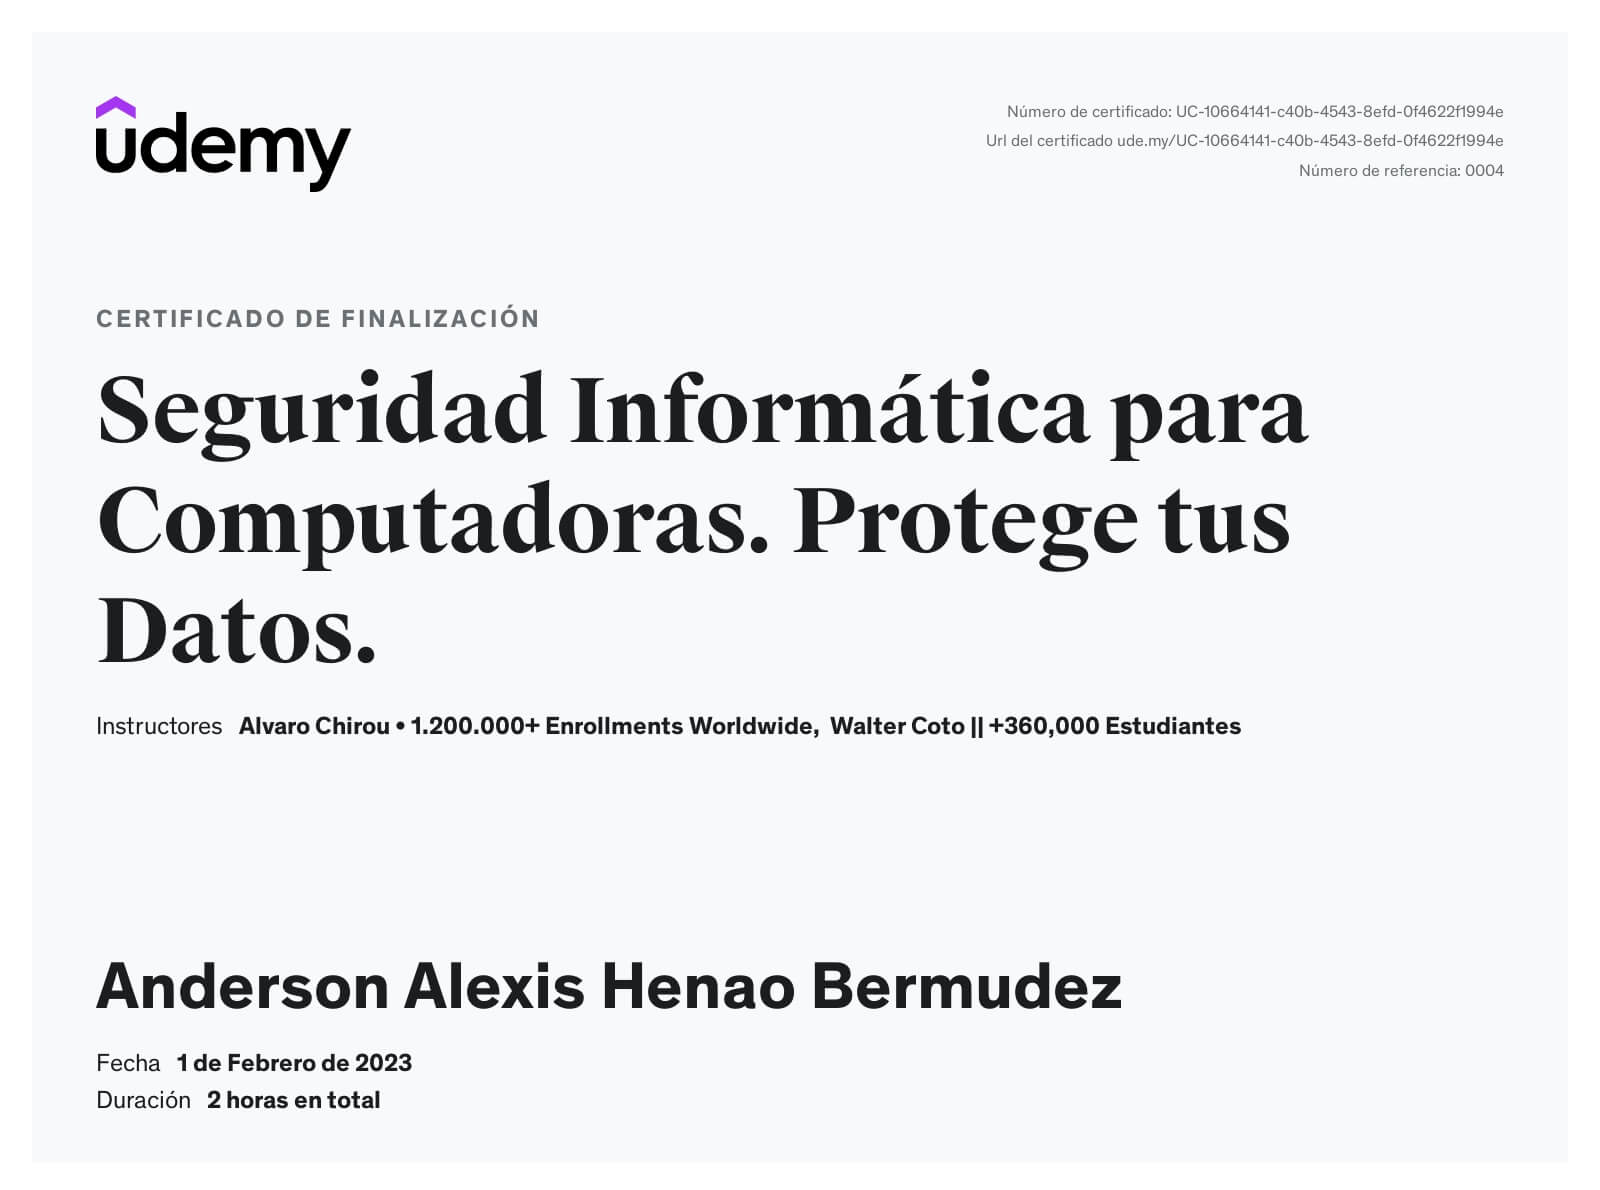 udemy
Número de certificado: UC-10664141-c40b-4543-8efd-0f4622f1994e
Url del certificado ude.my/UC-10664141-c40b-4543-8efd-0f4622f1994e
Número de referencia: 0004
CERTIFICADO DE FINALIZACIÓN
Seguridad Informática para
Computadoras. Protege tus
Datos.
Instructores Alvaro Chirou • 1.200.000+ Enrollments Worldwide, Walter Coto || +360,000 Estudiantes
Anderson Alexis Henao Bermudez
Fecha 1 de Febrero de 2023
Duración 2 horas en total